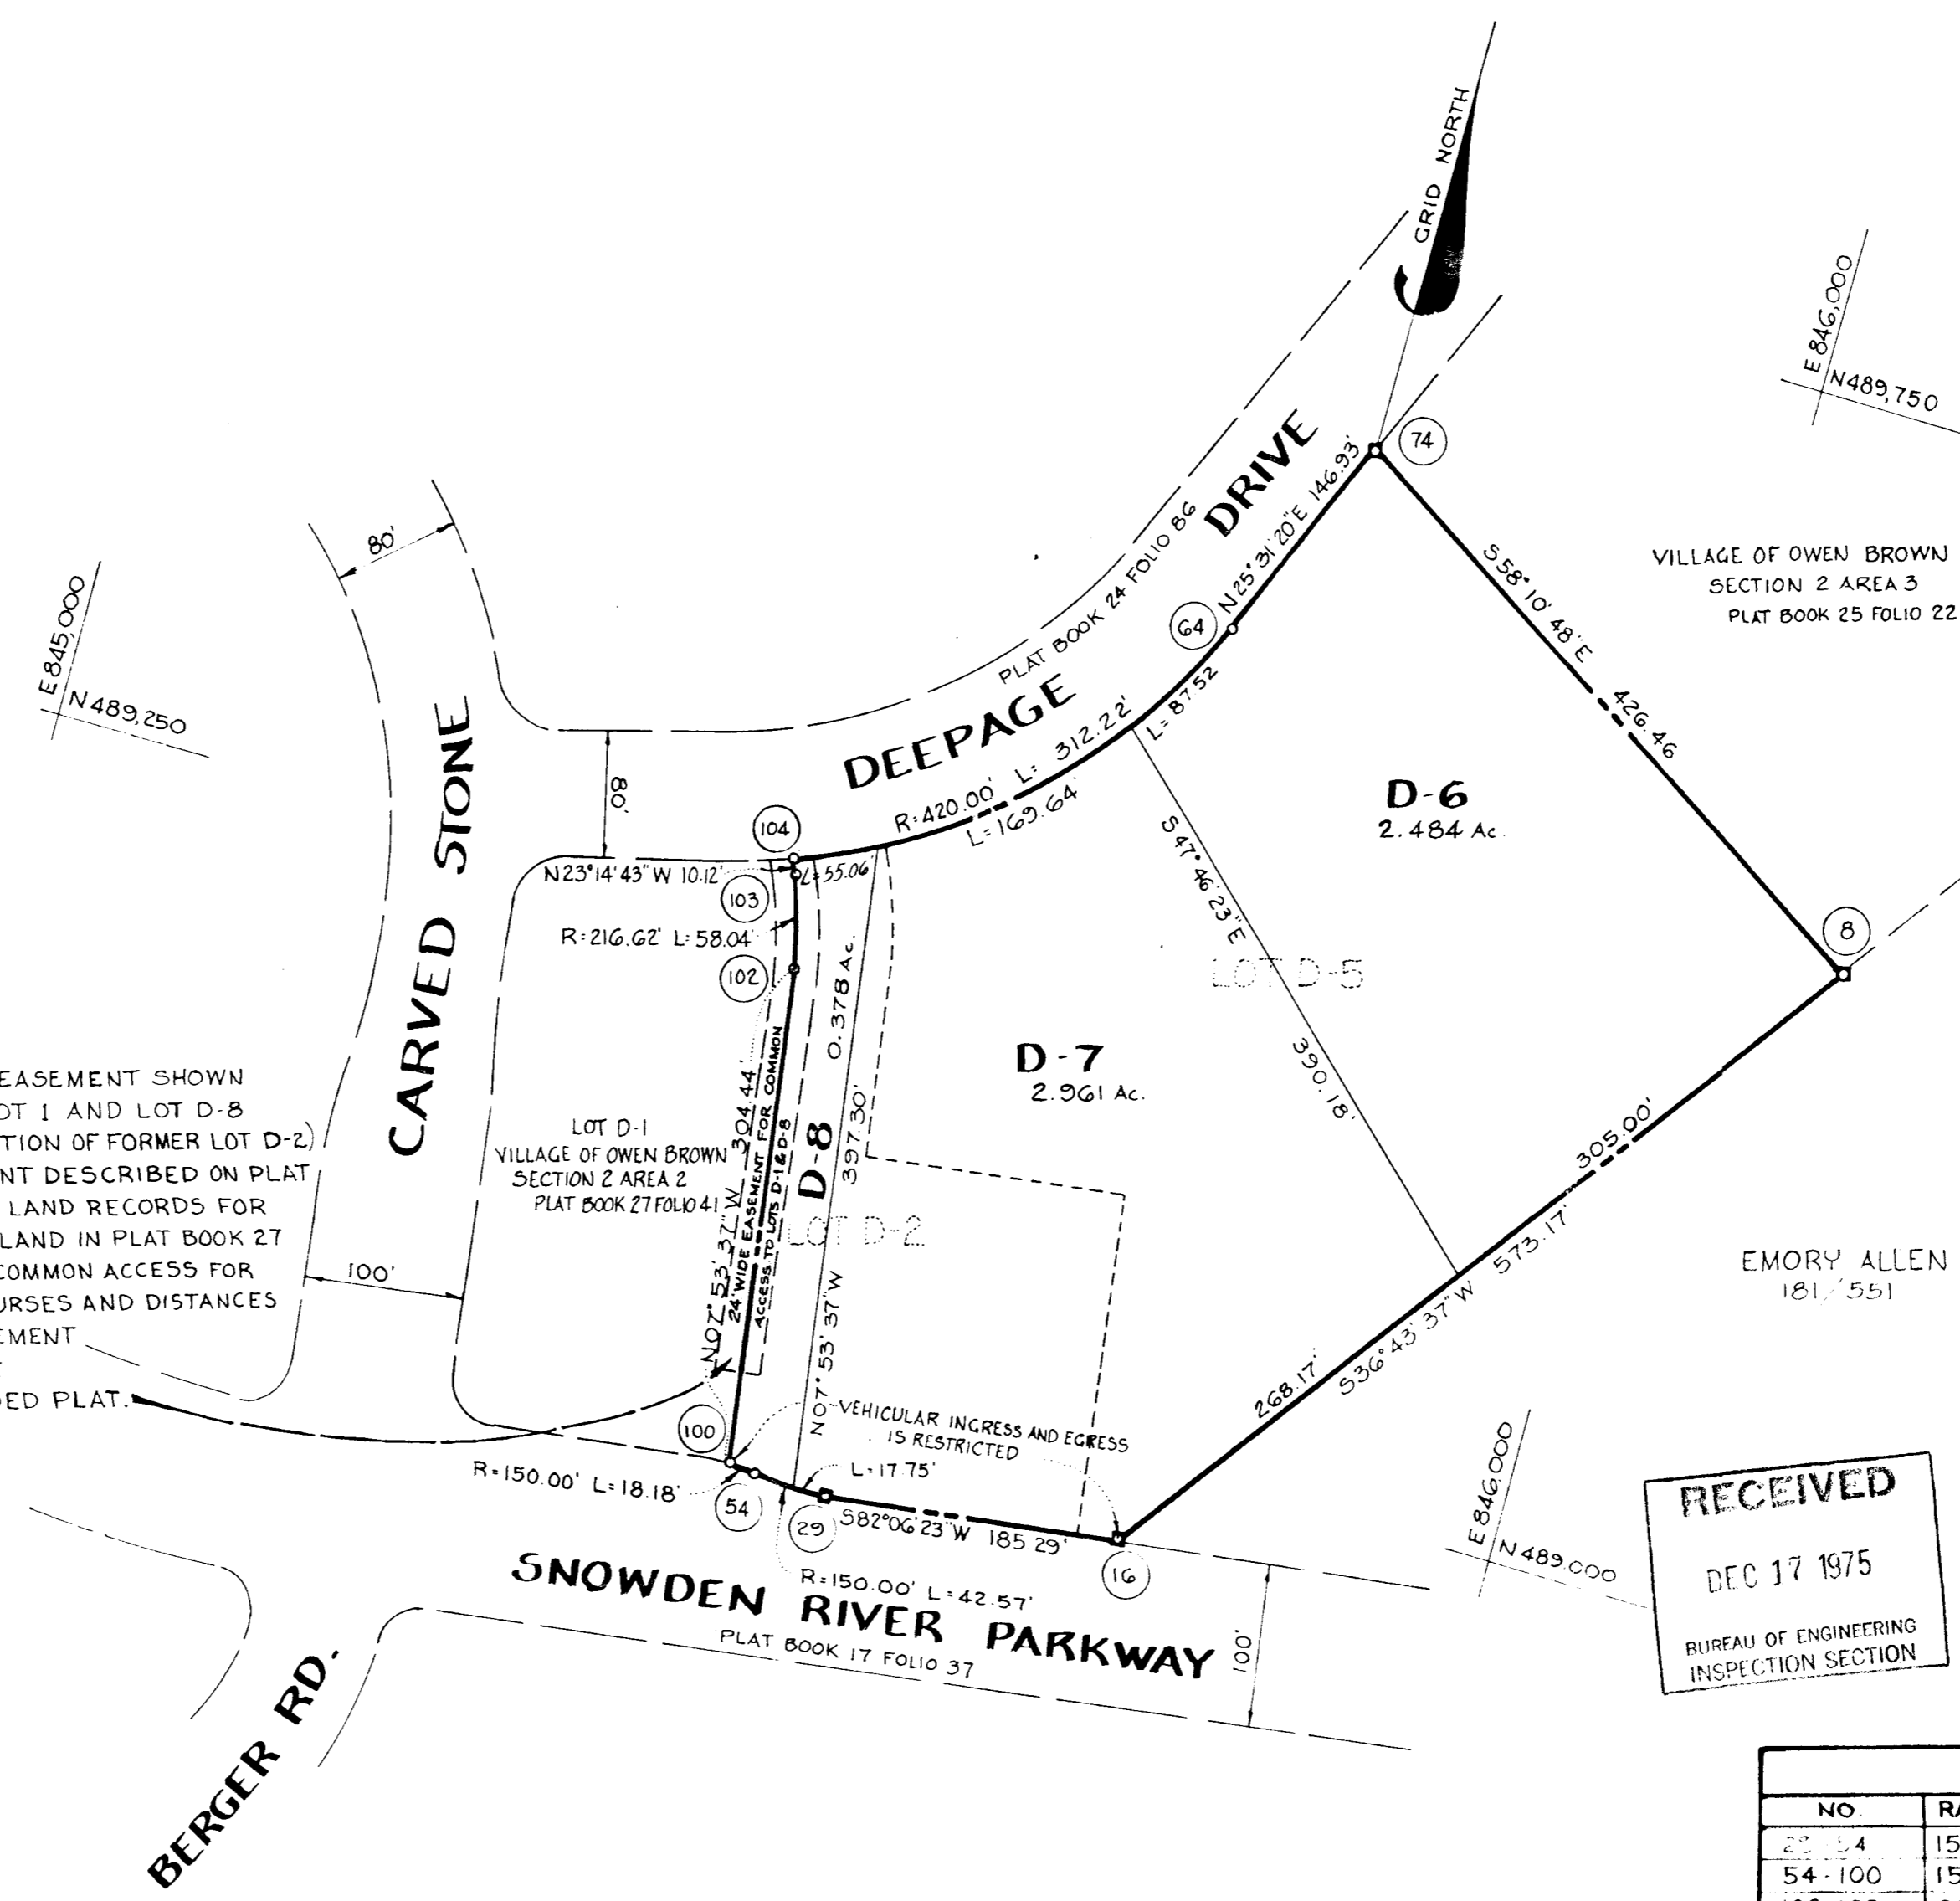 GRID NORTH
E 846,000
N 489,750
74
DRIVE
N 25° 31' 20" E 146.93'
PLAT BOOK 24 FOLIO 86
80'
S 58° 10' 48" E
426.46
VILLAGE OF OWEN BROWN
SECTION 2 AREA 3
PLAT BOOK 25 FOLIO 22
E 845,000
N 489,250
64
L= 87.52
DEEPAGE
R=420.00' L= 312.22'
L=169.64'
D-6
2.484 Ac.
80'
CARVED STONE
104
N23°14'43"W 10.12'
L=55.06'
103
R=216.62' L=58.04'
102
S 47° 46' 23" E
390.18'
8
LOT D-5
0.378 Ac.
D-8
397.30'
N07° 53' 37" W
D-7
2.961 Ac.
EASEMENT SHOWN
OT 1 AND LOT D-8
TION OF FORMER LOT D-2)
NT DESCRIBED ON PLAT
LAND RECORDS FOR
LAND IN PLAT BOOK 27
COMMON ACCESS FOR
URSES AND DISTANCES
EMENT
DED PLAT.
LOT D-1
VILLAGE OF OWEN BROWN
SECTION 2 AREA 2
PLAT BOOK 27 FOLIO 41
N07° 53' 37" W 304.44'
24' WIDE EASEMENT FOR COMMON
ACCESS TO LOTS D-1 & D-8
LOT D-2
305.00'
573.17'
S36° 43' 37" W
268.17'
EMORY ALLEN
181/551
100'
VEHICULAR INGRESS AND EGRESS
IS RESTRICTED
100
R=150.00' L=18.18'
54
L=17.75'
29
S82°06'23"W 185.29'
16
R=150.00' L=42.57'
SNOWDEN RIVER PARKWAY
PLAT BOOK 17 FOLIO 37
100'
E 846,000
N 489,000
RECEIVED
DEC 17 1975
BUREAU OF ENGINEERING
INSPECTION SECTION
BERGER RD.
NO.
54-100